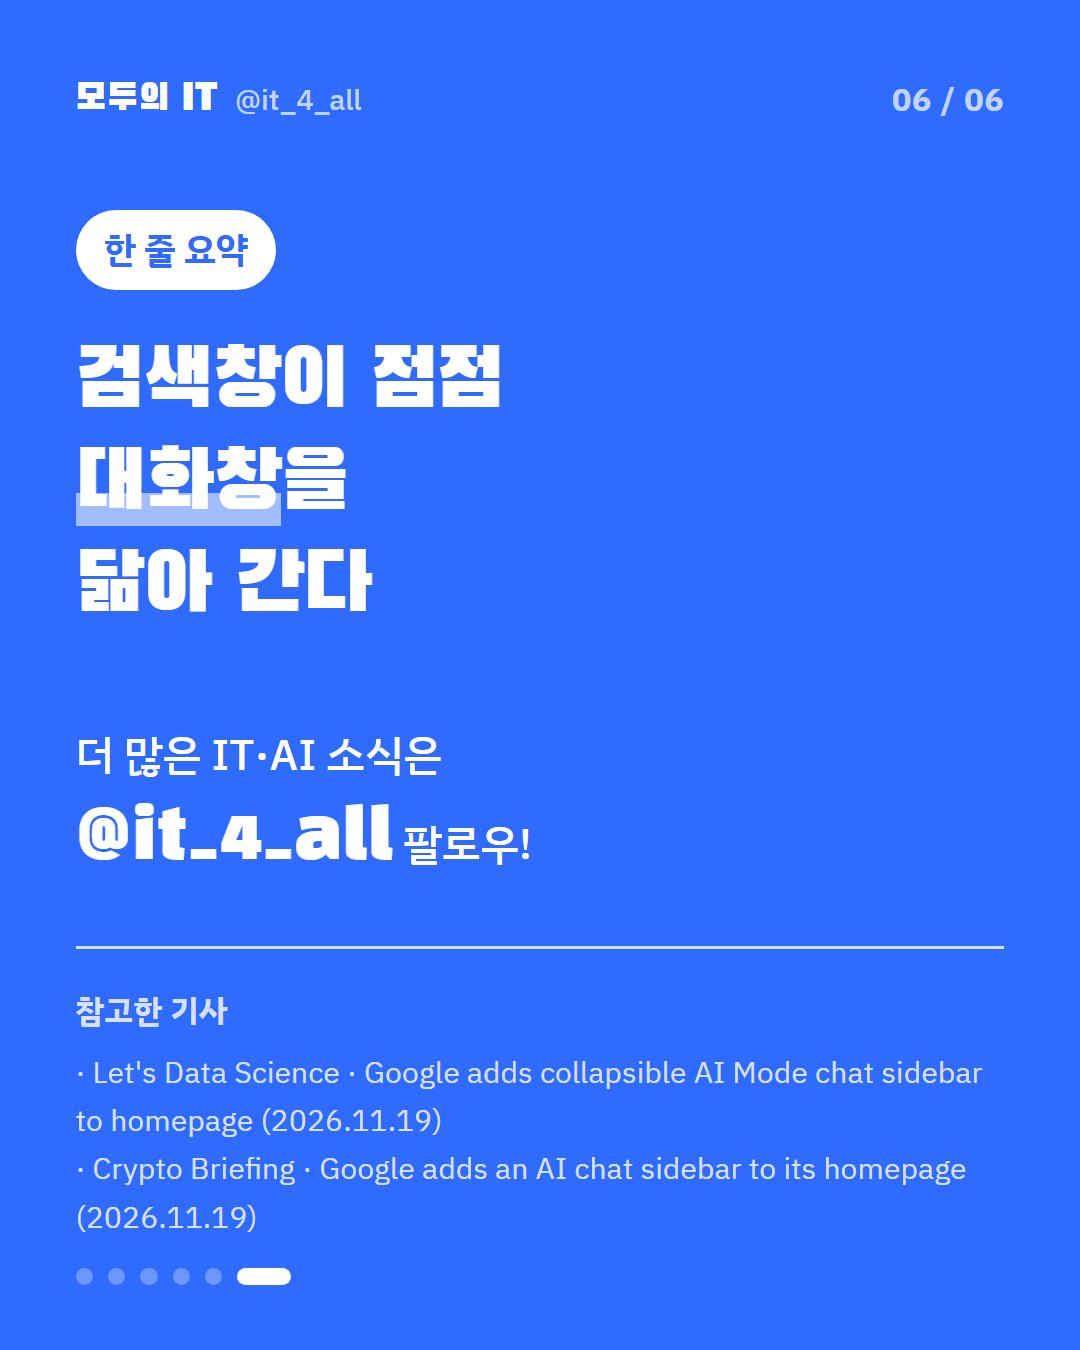 모두의 IT @it_4_all
06 / 06
한 줄 요약
검색창이 점점
대화창을
닮아 간다
더 많은 IT·AI 소식은
@it_4_all 팔로우!
참고한 기사
· Let's Data Science · Google adds collapsible AI Mode chat sidebar
to homepage (2026.11.19)
· Crypto Briefing · Google adds an AI chat sidebar to its homepage
(2026.11.19)